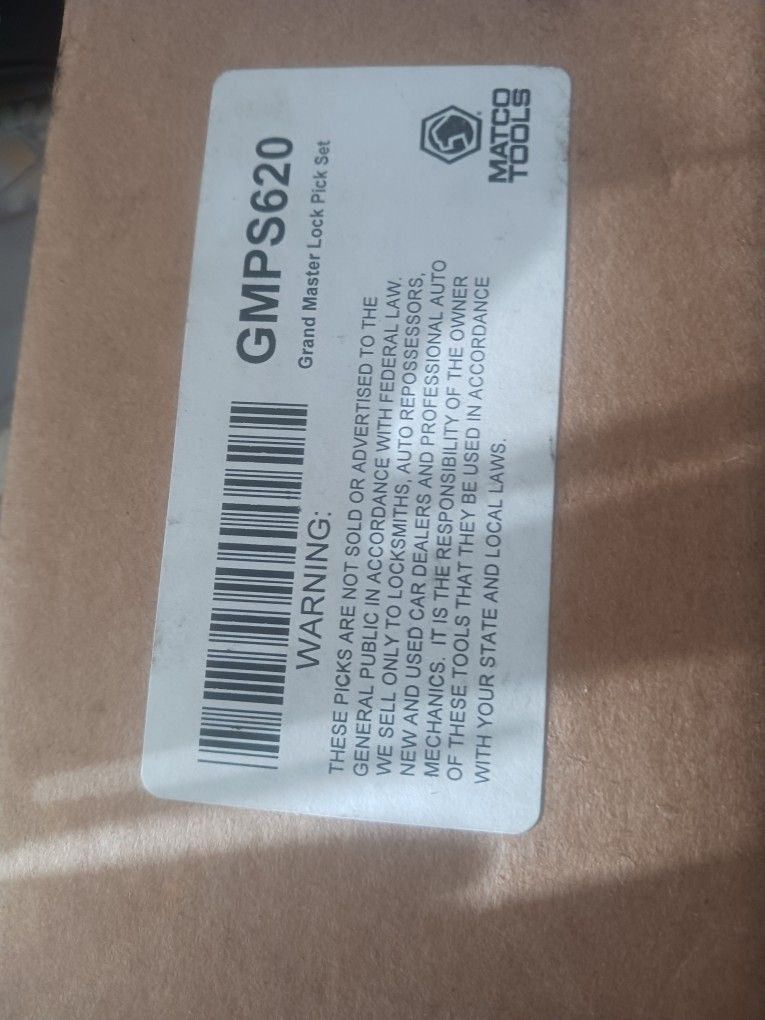 MATCO
TOOLS
GMPS620
Grand Master Lock Pick Set
WARNING:
THESE PICKS ARE NOT SOLD OR ADVERTISED TO THE
GENERAL PUBLIC IN ACCORDANCE WITH FEDERAL LAW.
WE SELL ONLY TO LOCKSMITHS, AUTO REPOSSESSORS,
NEW AND USED CAR DEALERS AND PROFESSIONAL AUTO
MECHANICS. IT IS THE RESPONSIBILITY OF THE OWNER
OF THESE TOOLS THAT THEY BE USED IN ACCORDANCE
WITH YOUR STATE AND LOCAL LAWS.